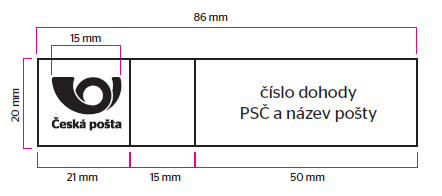 86 mm
15 mm
20 mm
Česká pošta
číslo dohody
PSČ a název pošty
21 mm
15 mm
50 mm